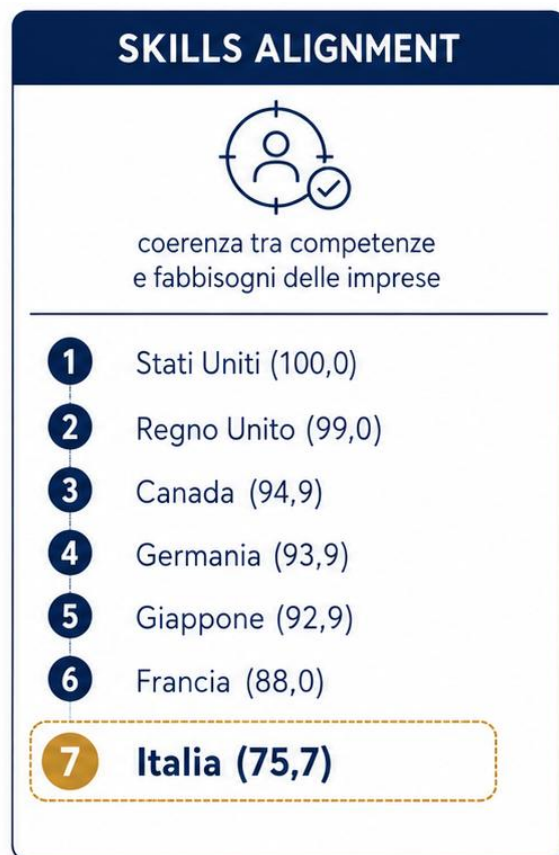 SKILLS ALIGNMENT
coerenza tra competenze
e fabbisogni delle imprese
1 Stati Uniti (100,0)
2 Regno Unito (99,0)
3 Canada (94,9)
4 Germania (93,9)
5 Giappone (92,9)
6 Francia (88,0)
7 Italia (75,7)